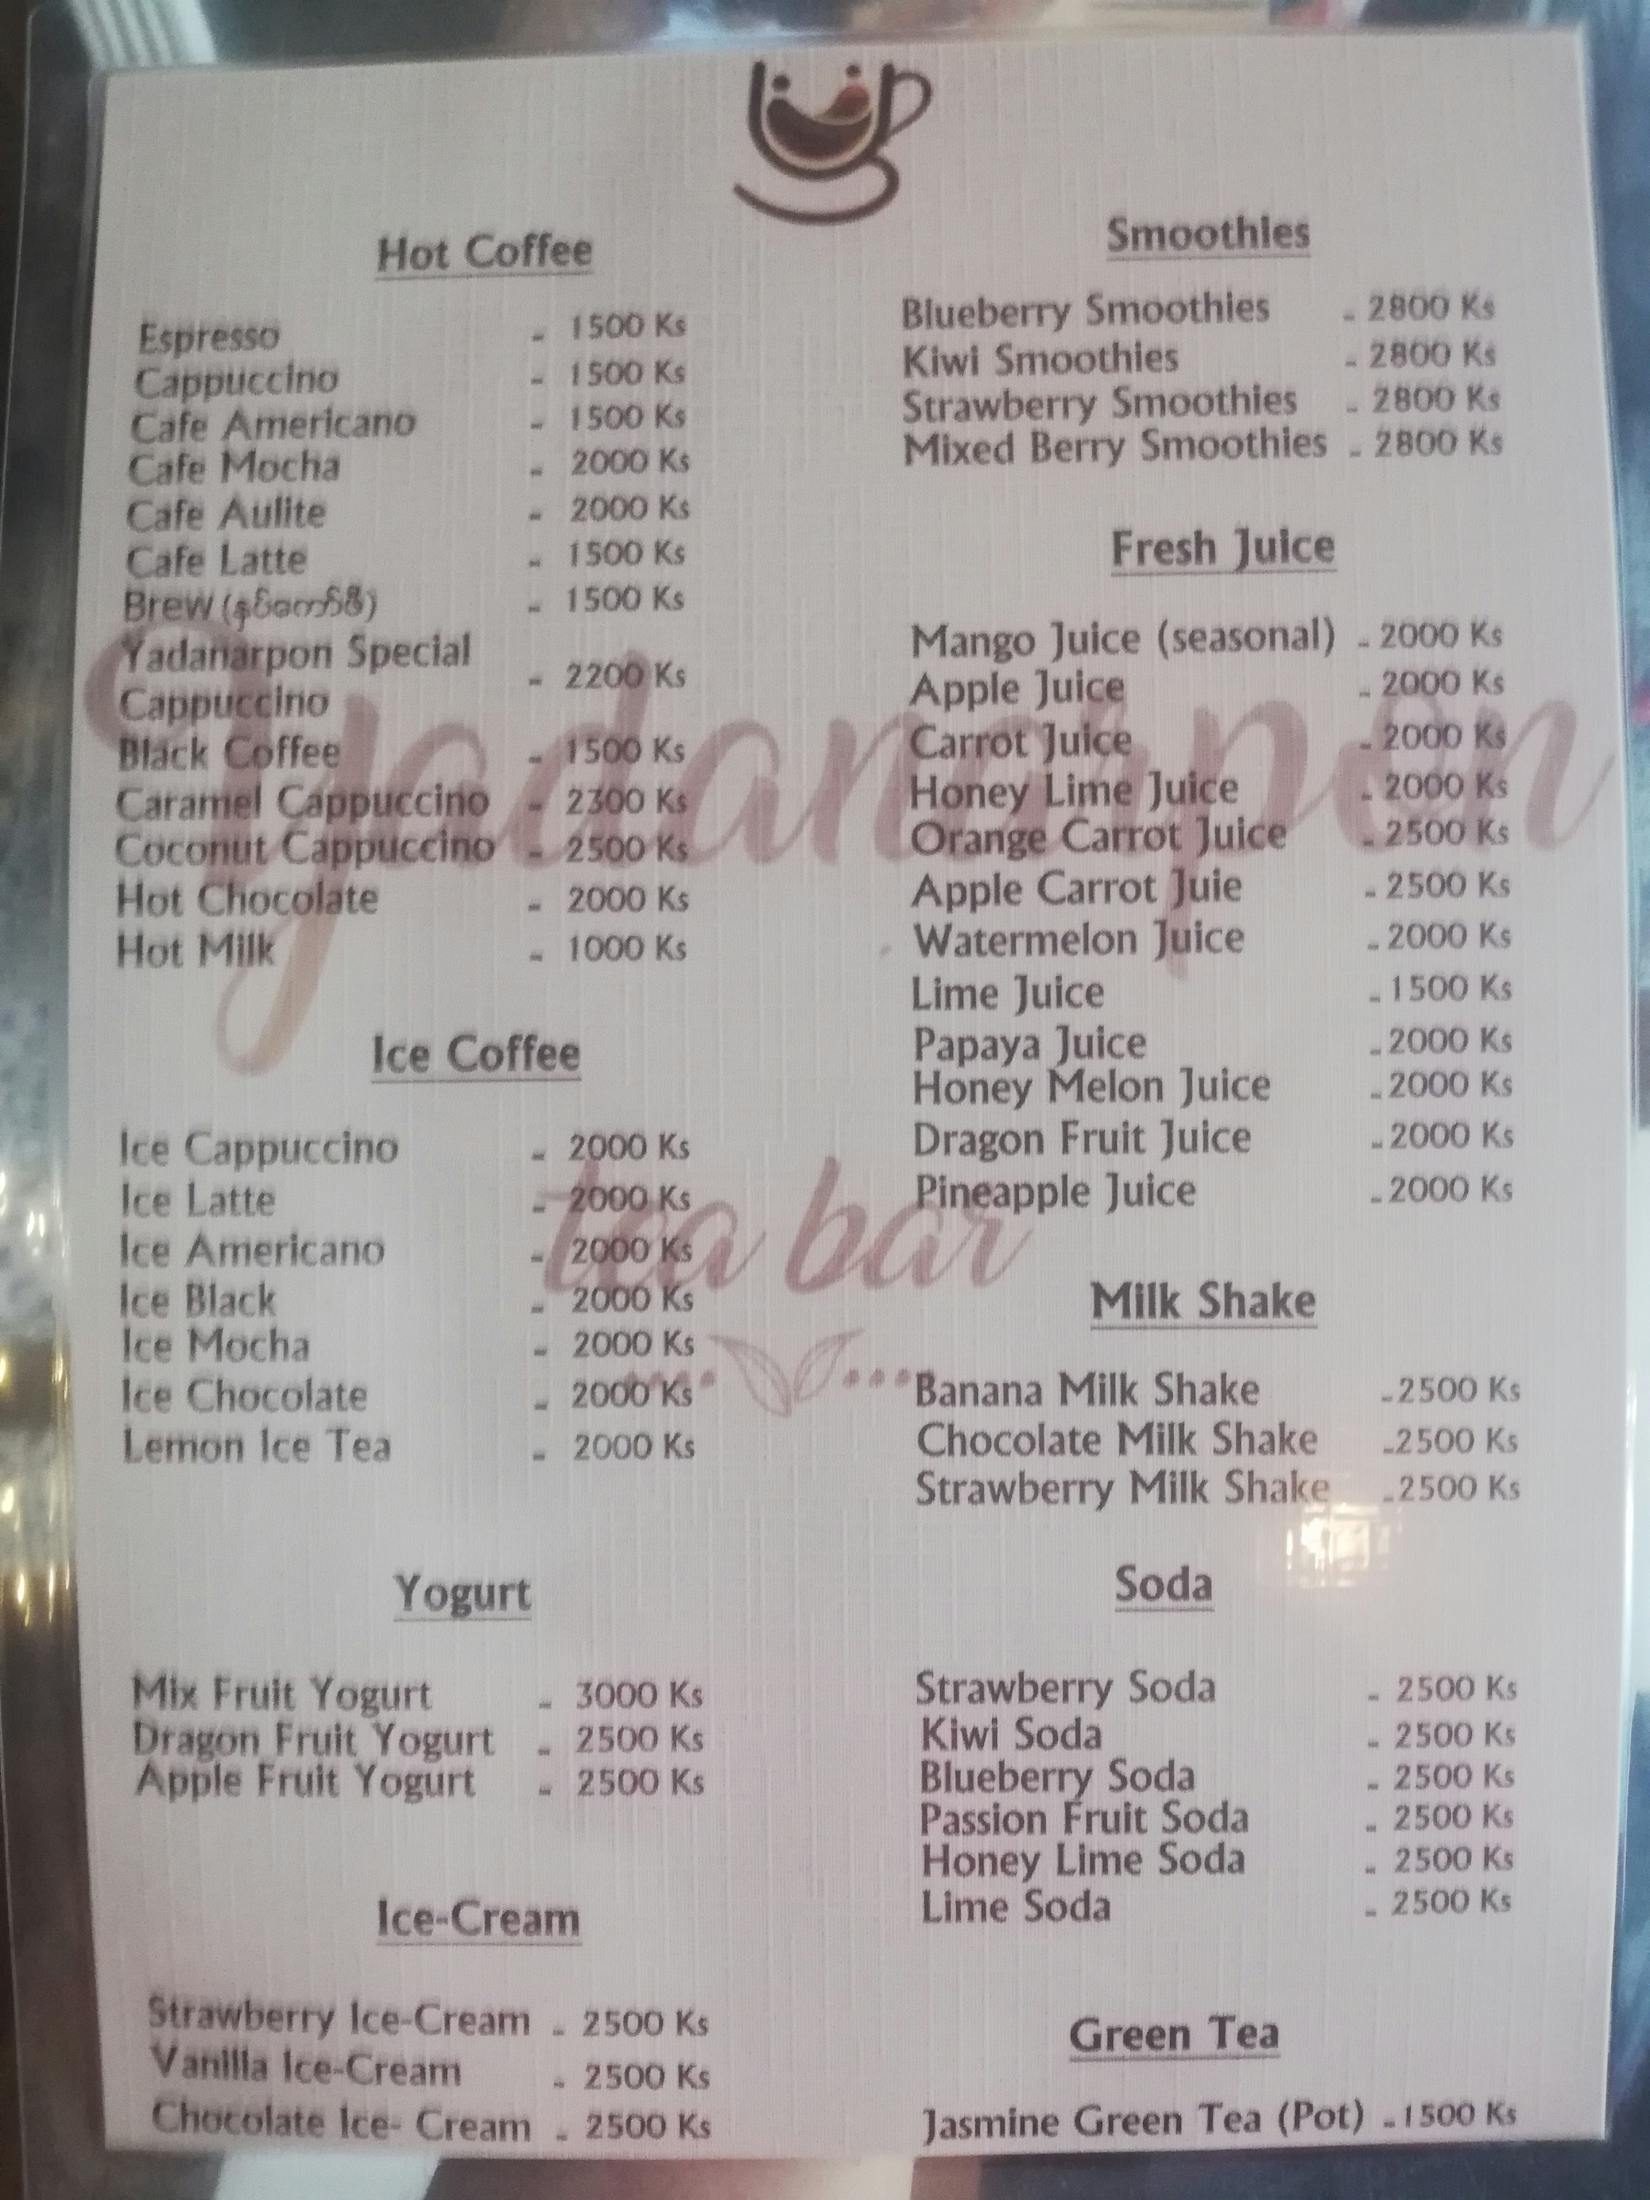 Hot Coffee
Espresso - 1500 Ks
Cappuccino - 1500 Ks
Cafe Americano - 1500 Ks
Cafe Mocha - 2000 Ks
Cafe Aulite - 2000 Ks
Cafe Latte - 1500 Ks
Brew (နှပ်ကော်ဖီ) - 1500 Ks
Yadanarpon Special
Cappuccino - 2200 Ks
Black Coffee - 1500 Ks
Caramel Cappuccino - 2300 Ks
Coconut Cappuccino - 2500 Ks
Hot Chocolate - 2000 Ks
Hot Milk - 1000 Ks
Ice Coffee
Ice Cappuccino - 2000 Ks
Ice Latte - 2000 Ks
Ice Americano - 2000 Ks
Ice Black - 2000 Ks
Ice Mocha - 2000 Ks
Ice Chocolate - 2000 Ks
Lemon Ice Tea - 2000 Ks
Yogurt
Mix Fruit Yogurt - 3000 Ks
Dragon Fruit Yogurt - 2500 Ks
Apple Fruit Yogurt - 2500 Ks
Ice-Cream
Strawberry Ice-Cream - 2500 Ks
Vanilla Ice-Cream - 2500 Ks
Chocolate Ice- Cream - 2500 Ks
Smoothies
Blueberry Smoothies - 2800 Ks
Kiwi Smoothies - 2800 Ks
Strawberry Smoothies - 2800 Ks
Mixed Berry Smoothies - 2800 Ks
Fresh Juice
Mango Juice (seasonal) - 2000 Ks
Apple Juice - 2000 Ks
Carrot Juice - 2000 Ks
Honey Lime Juice - 2000 Ks
Orange Carrot Juice - 2500 Ks
Apple Carrot Juie - 2500 Ks
Watermelon Juice - 2000 Ks
Lime Juice - 1500 Ks
Papaya Juice - 2000 Ks
Honey Melon Juice - 2000 Ks
Dragon Fruit Juice - 2000 Ks
Pineapple Juice - 2000 Ks
Milk Shake
Banana Milk Shake - 2500 Ks
Chocolate Milk Shake - 2500 Ks
Strawberry Milk Shake - 2500 Ks
Soda
Strawberry Soda - 2500 Ks
Kiwi Soda - 2500 Ks
Blueberry Soda - 2500 Ks
Passion Fruit Soda - 2500 Ks
Honey Lime Soda - 2500 Ks
Lime Soda - 2500 Ks
Green Tea
Jasmine Green Tea (Pot) - 1500 Ks
Yadanarpon
tea bar